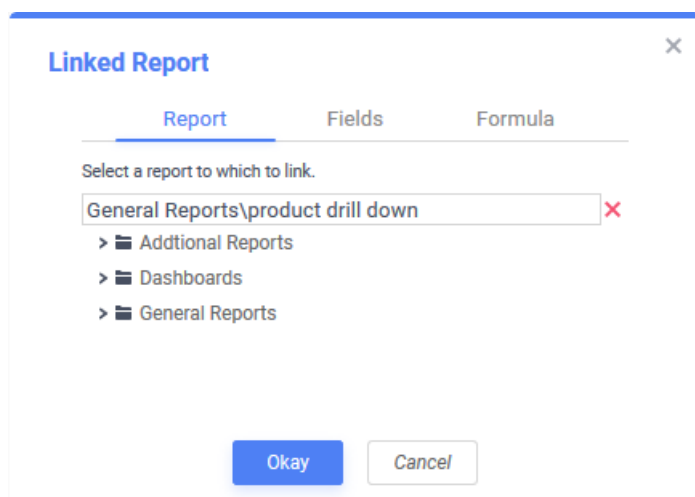 Linked Report
Report Fields Formula
Select a report to which to link.
General Reports\product drill down
Addtional Reports
Dashboards
General Reports
Okay Cancel